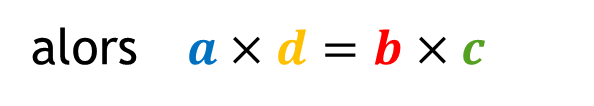 alors a × d = b × c